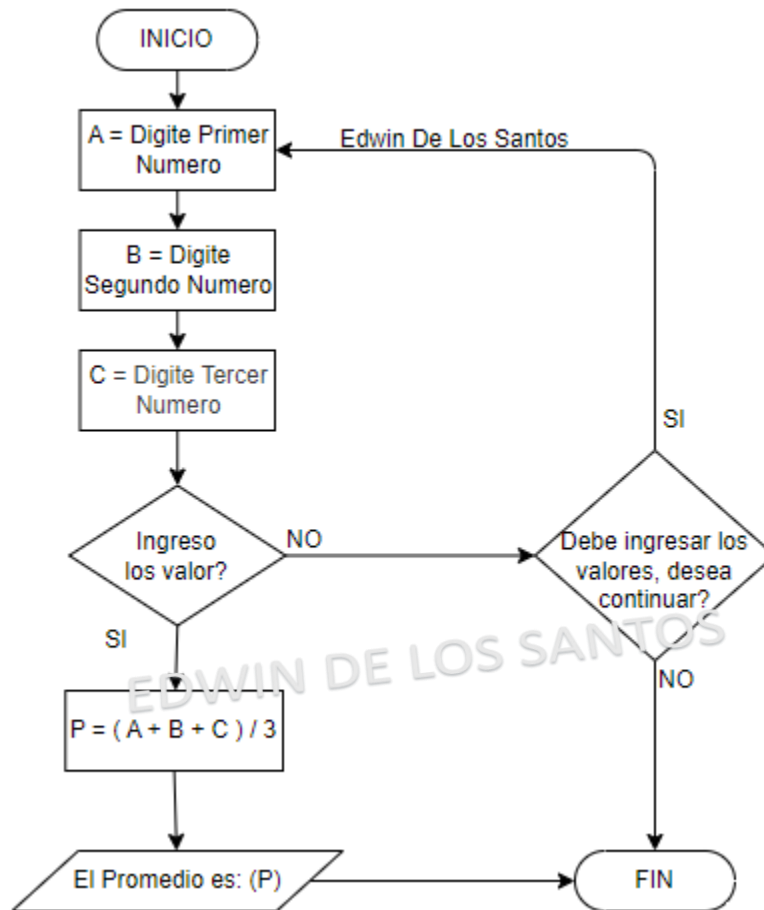 INICIO
A = Digite Primer
Numero
Edwin De Los Santos
B = Digite
Segundo Numero
C = Digite Tercer
Numero
SI
Ingreso
los valor?
NO
Debe ingresar los
valores, desea
continuar?
SI
EDWIN DE LOS SANTOS
NO
P = ( A + B + C ) / 3
El Promedio es: (P)
FIN